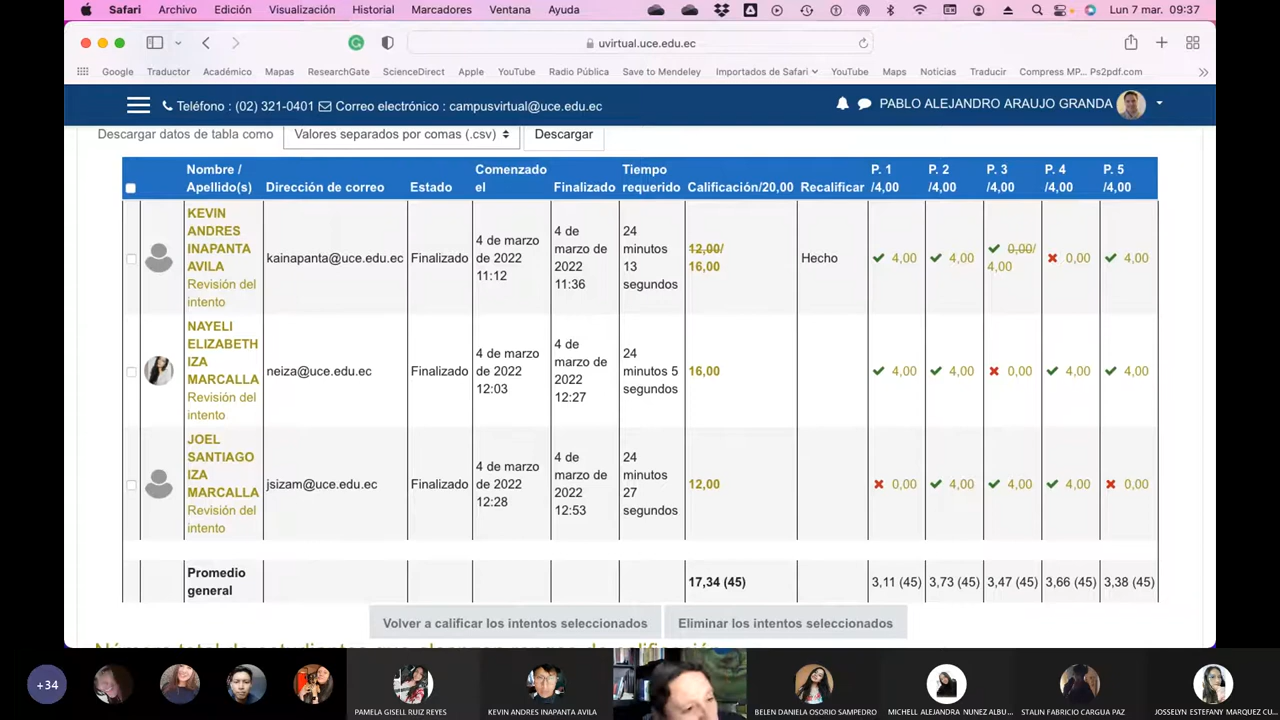 Safari Archivo Edición Visualización Historial Marcadores Ventana Ayuda Lun 7 mar. 09:37
uvirtual.uce.edu.ec
Google Traductor Académico Mapas ResearchGate ScienceDirect Apple YouTube Radio Pública Save to Mendeley Importados de Safari YouTube Maps Noticias Traducir Compress MP... Ps2pdf.com
Teléfono : (02) 321-0401 Correo electrónico : campusvirtual@uce.edu.ec PABLO ALEJANDRO ARAUJO GRANDA
Descargar datos de tabla como Valores separados por comas (.csv) Descargar
Nombre / Comenzado Tiempo P. 1 P. 2 P. 3 P. 4 P. 5
Apellido(s) Dirección de correo Estado el Finalizado requerido Calificación/20,00 Recalificar /4,00 /4,00 /4,00 /4,00 /4,00
KEVIN
ANDRES
INAPANTA
AVILA
Revisión del
intento
kainapanta@uce.edu.ec
Finalizado
4 de marzo
de 2022
11:12
4 de
marzo de
2022
11:36
24
minutos
13
segundos
12,00/
16,00
Hecho
4,00
4,00
0,00/
4,00
0,00
4,00
NAYELI
ELIZABETH
IZA
MARCALLA
Revisión del
intento
neiza@uce.edu.ec
Finalizado
4 de marzo
de 2022
12:03
4 de
marzo de
2022
12:27
24
minutos 5
segundos
16,00
4,00
4,00
0,00
4,00
4,00
JOEL
SANTIAGO
IZA
MARCALLA
Revisión del
intento
jsizam@uce.edu.ec
Finalizado
4 de marzo
de 2022
12:28
4 de
marzo de
2022
12:53
24
minutos
27
segundos
12,00
0,00
4,00
4,00
4,00
0,00
Promedio
general
17,34 (45) 3,11 (45) 3,73 (45) 3,47 (45) 3,66 (45) 3,38 (45)
Volver a calificar los intentos seleccionados Eliminar los intentos seleccionados
+34
PAMELA GISELL RUIZ REYES KEVIN ANDRES INAPANTA AVILA BELEN DANIELA OSORIO SAMPEDRO MICHELL ALEJANDRA NUNEZ ALBU... STALIN FABRICIO CARGUA PAZ JOSSELYN ESTEFANY MARQUEZ CU...